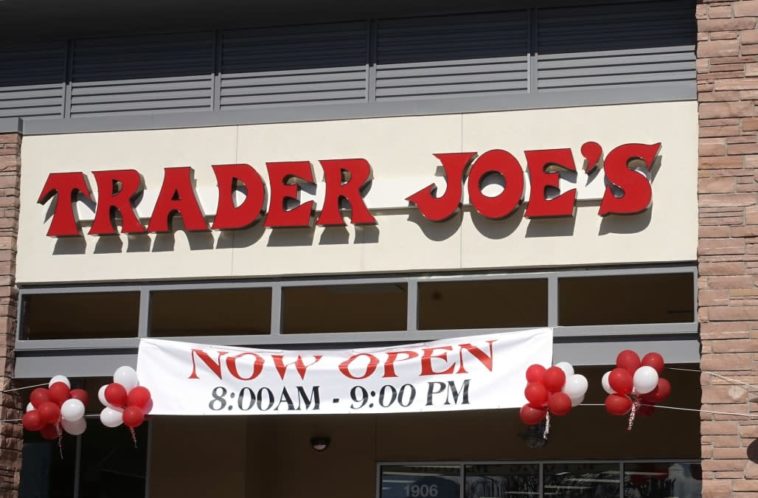 TRADER JOE'S
NOW OPEN
8:00AM - 9:00 PM
1906